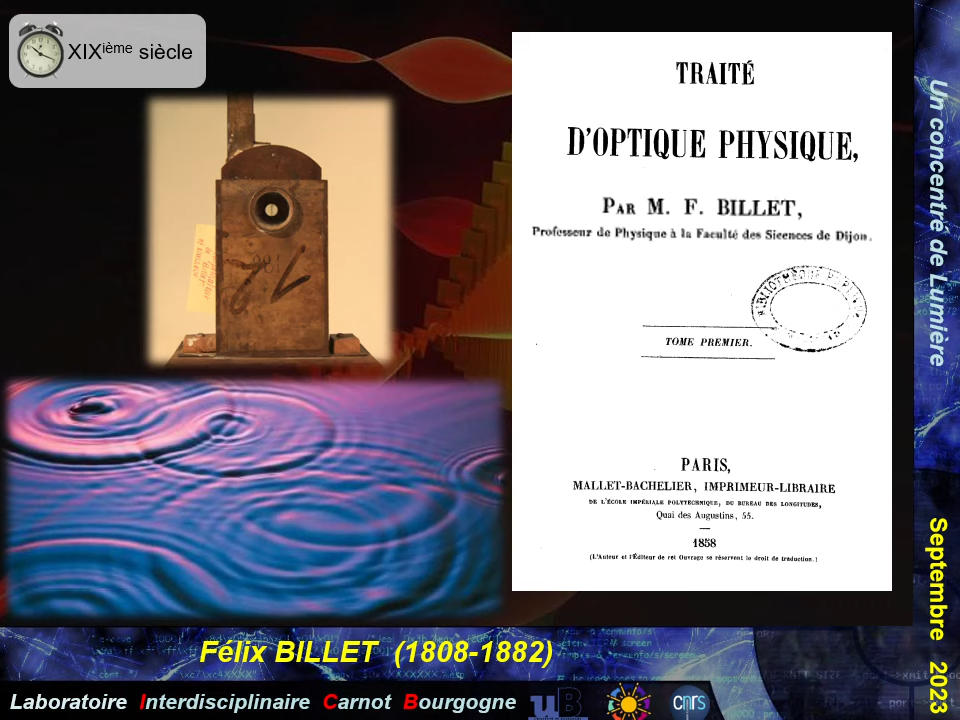 XIXième siècle
TRAITÉ
D'OPTIQUE PHYSIQUE,
PAR M. F. BILLET,
Professeur de Physique à la Faculté des Sicences de Dijon.
TOME PREMIER.
PARIS,
MALLET-BACHELIER, IMPRIMEUR-LIBRAIRE
DE L'ÉCOLE IMPÉRIALE POLYTECHNIQUE, DU BUREAU DES LONGITUDES,
Quai des Augustins, 55.
1858
(L'Auteur et l'Éditeur de cet Ouvrage se réservent le droit de traduction.)
Un concentré de Lumière
Septembre 2023
Félix BILLET (1808-1882)
Laboratoire Interdisciplinaire Carnot Bourgogne
uB
cnrs